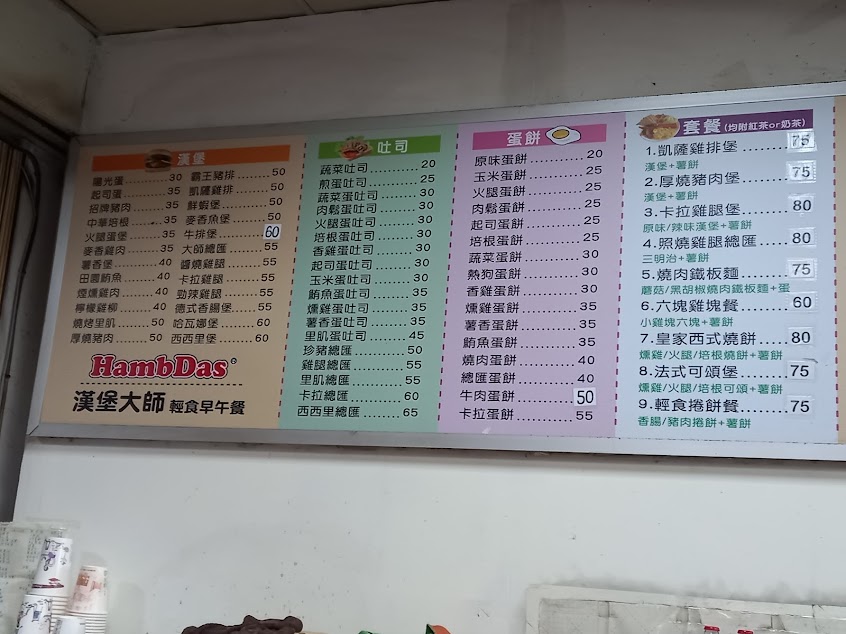 漢堡
陽光蛋 30
起司蛋 35
招牌豬肉 35
中華培根 35
火腿蛋堡 35
麥香雞肉 35
薯香堡 40
田園鮪魚 40
煙燻雞肉 40
檸檬雞柳 40
燒烤里肌 50
厚燒豬肉 50
霸王豬排 50
凱薩雞排 50
鮮蝦堡 50
麥香魚堡 50
牛排堡 60
大師總匯 55
醬燒雞腿 55
卡拉雞腿 55
勁辣雞腿 55
德式香腸堡 55
哈瓦娜堡 60
西西里堡 60
HambDas®
漢堡大師 輕食早午餐
吐司
蔬菜吐司 20
煎蛋吐司 25
蔬菜蛋吐司 30
肉鬆蛋吐司 30
火腿蛋吐司 30
培根蛋吐司 30
香雞蛋吐司 30
起司蛋吐司 30
玉米蛋吐司 30
鮪魚蛋吐司 35
燻雞蛋吐司 35
薯香蛋吐司 35
里肌蛋吐司 45
珍豬總匯 50
雞腿總匯 55
里肌總匯 55
卡拉總匯 60
西西里總匯 65
蛋餅
原味蛋餅 20
玉米蛋餅 25
火腿蛋餅 25
肉鬆蛋餅 25
起司蛋餅 25
培根蛋餅 25
蔬菜蛋餅 30
熱狗蛋餅 30
香雞蛋餅 30
燻雞蛋餅 35
薯香蛋餅 35
鮪魚蛋餅 35
燒肉蛋餅 40
總匯蛋餅 40
牛肉蛋餅 50
卡拉蛋餅 55
套餐(均附紅茶or奶茶)
1.凱薩雞排堡 75
漢堡+薯餅
2.厚燒豬肉堡 75
漢堡+薯餅
3.卡拉雞腿堡 80
原味/辣味漢堡+薯餅
4.照燒雞腿總匯 80
三明治+薯餅
5.燒肉鐵板麵 75
蘑菇/黑胡椒燒肉鐵板麵+蛋
6.六塊雞塊餐 60
小雞塊六塊+薯餅
7.皇家西式燒餅 80
燻雞/火腿/培根燒餅+薯餅
8.法式可頌堡 75
燻雞/火腿/培根可頌+薯餅
9.輕食捲餅餐 75
香腸/豬肉捲餅+薯餅